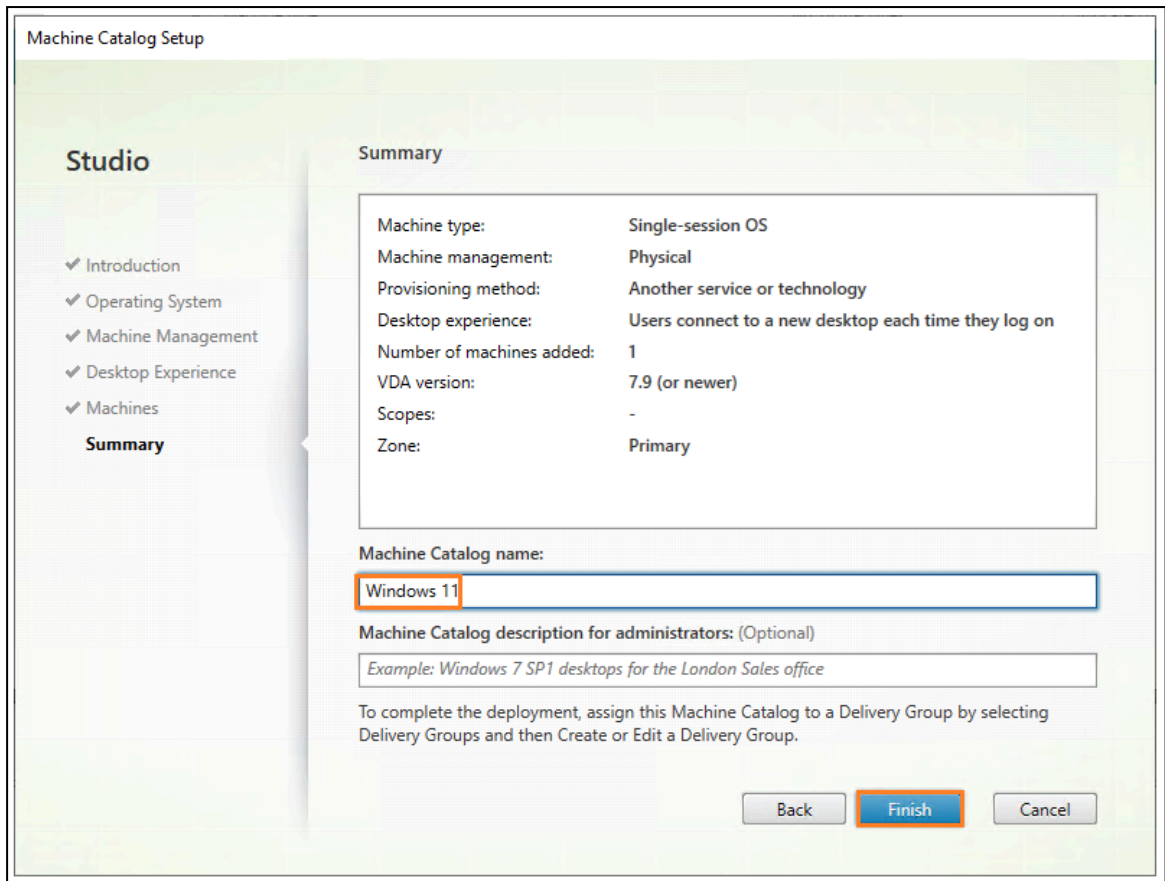 Machine Catalog Setup
Studio
Introduction
Operating System
Machine Management
Desktop Experience
Machines
Summary
Summary
Machine type: Single-session OS
Machine management: Physical
Provisioning method: Another service or technology
Desktop experience: Users connect to a new desktop each time they log on
Number of machines added: 1
VDA version: 7.9 (or newer)
Scopes: -
Zone: Primary
Machine Catalog name:
Windows 11
Machine Catalog description for administrators: (Optional)
Example: Windows 7 SP1 desktops for the London Sales office
To complete the deployment, assign this Machine Catalog to a Delivery Group by selecting
Delivery Groups and then Create or Edit a Delivery Group.
Back Finish Cancel